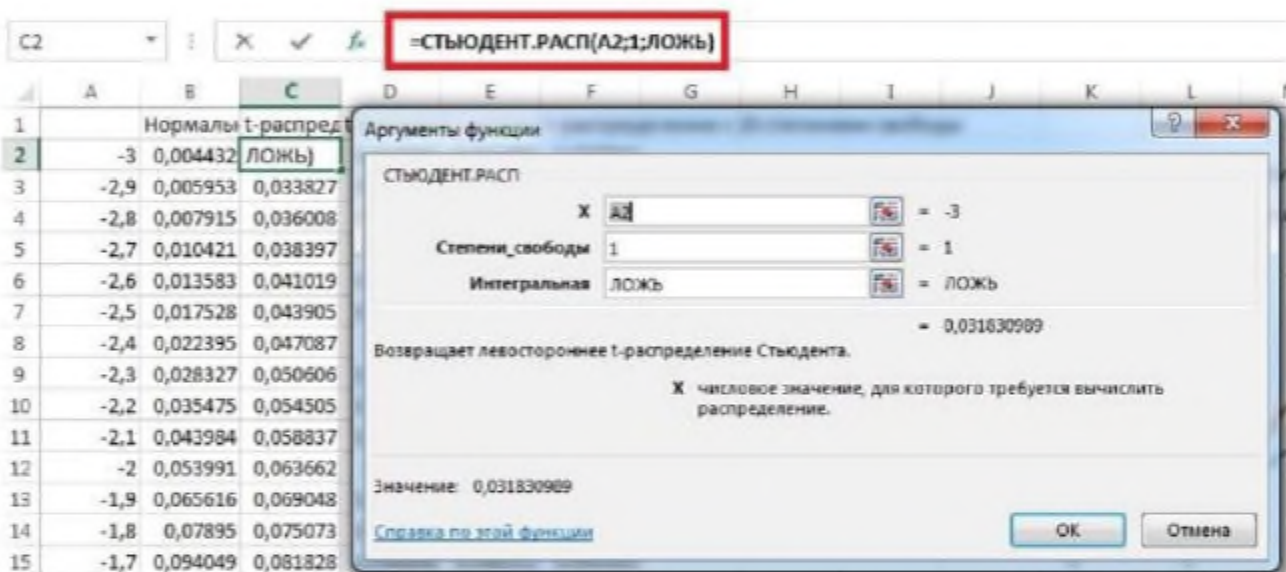 C2 =СТЬЮДЕНТ.РАСП(A2;1;ЛОЖЬ)
A B C D E F G H I J K L
1 Нормалы t-распред t
2 -3 0,004432 ЛОЖЬ)
3 -2,9 0,005953 0,033827
4 -2,8 0,007915 0,036008
5 -2,7 0,010421 0,038397
6 -2,6 0,013583 0,041019
7 -2,5 0,017528 0,043905
8 -2,4 0,022395 0,047087
9 -2,3 0,028327 0,050606
10 -2,2 0,035475 0,054505
11 -2,1 0,043984 0,058837
12 -2 0,053991 0,063662
13 -1,9 0,065616 0,069048
14 -1,8 0,07895 0,075073
15 -1,7 0,094049 0,081828
Аргументы функции
СТЬЮДЕНТ.РАСП
X A2 = -3
Степени_свободы 1 = 1
Интегральная ЛОЖЬ = ЛОЖЬ
= 0,031830989
Возвращает левостороннее t-распределение Стьюдента.
X числовое значение, для которого требуется вычислить
распределение.
Значение: 0,031830989
Справка по этой функции
ОК Отмена